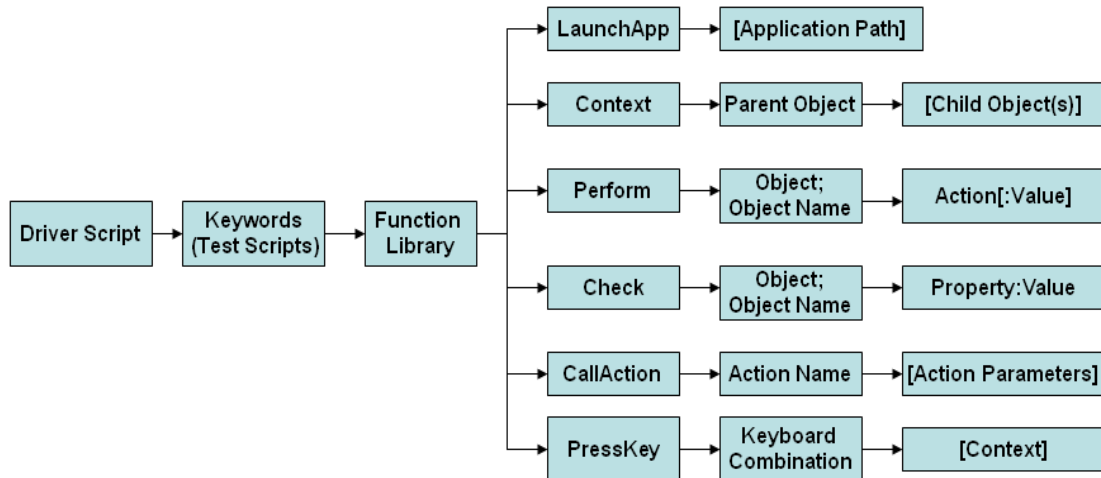 LaunchApp
[Application Path]
Context
Parent Object
[Child Object(s)]
Perform
Object;
Object Name
Action[:Value]
Driver Script
Keywords
(Test Scripts)
Function
Library
Check
Object;
Object Name
Property:Value
CallAction
Action Name
[Action Parameters]
PressKey
Keyboard
Combination
[Context]